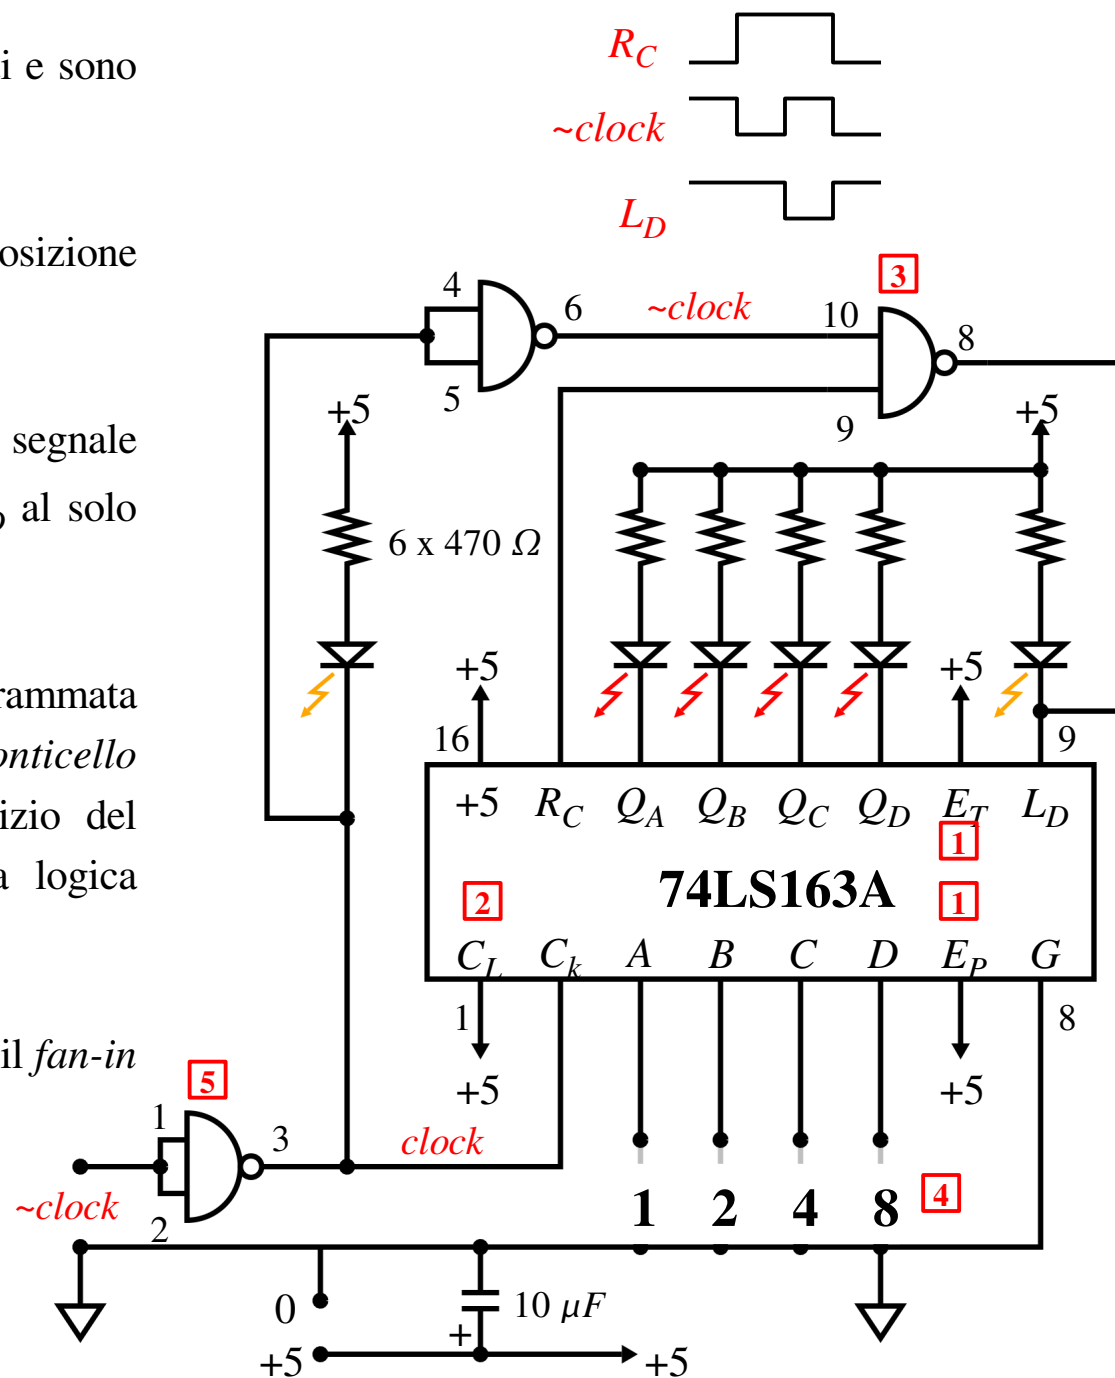 i e sono
osizione
segnale
D al solo
rammata
onticello
izio del
a logica
il fan-in
R_C
~clock
L_D
3
4
6
~clock
10
8
5
9
+5
+5
6 x 470 Ω
+5
+5
16
9
+5
R_C
Q_A
Q_B
Q_C
Q_D
E_T
L_D
1
74LS163A
2
1
C_L
C_k
A
B
C
D
E_P
G
1
8
+5
+5
5
1
3
clock
~clock
2
1
2
4
8
4
0
10 μF
+
+5
+5